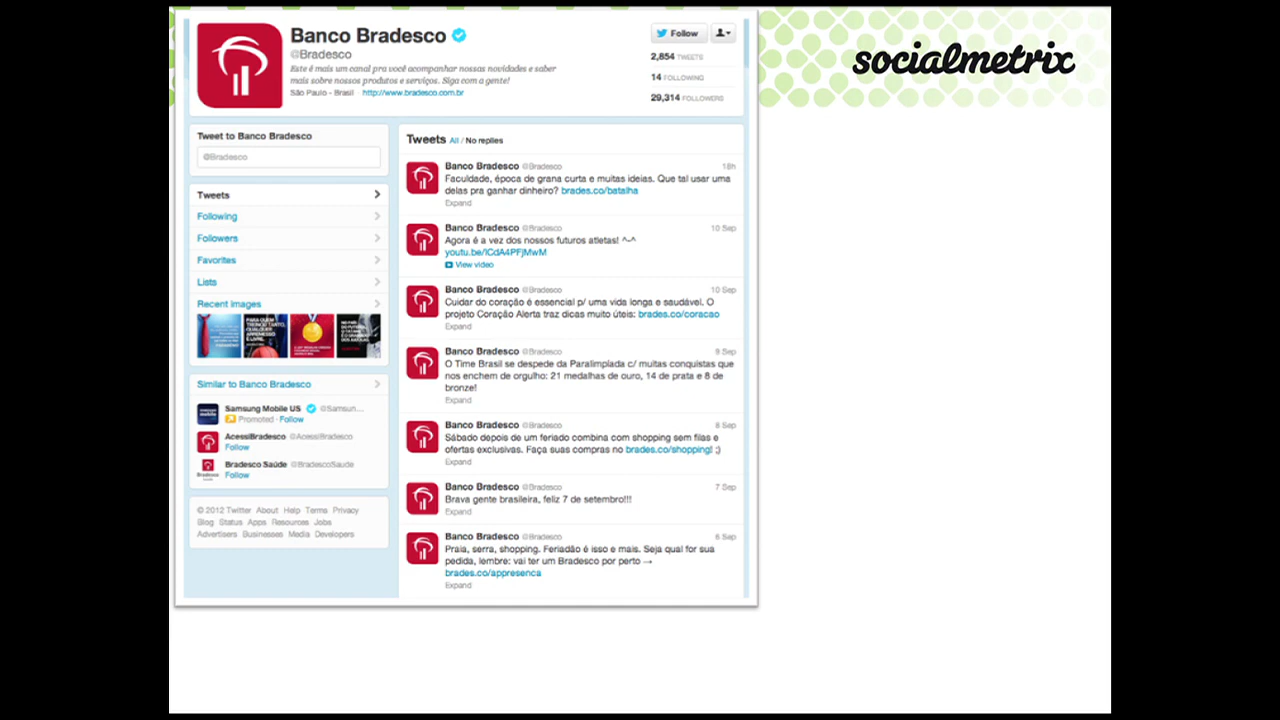 Banco Bradesco
@Bradesco
Este é mais um canal pra você acompanhar nossas novidades e saber
mais sobre nossos produtos e serviços. Siga com a gente!
São Paulo - Brasil · http://www.bradesco.com.br
Follow
2,854 TWEETS
14 FOLLOWING
29,314 FOLLOWERS
socialmetrix
Tweet to Banco Bradesco
@Bradesco
Tweets
Following
Followers
Favorites
Lists
Recent images
Similar to Banco Bradesco
Samsung Mobile US @Samsun...
Promoted · Follow
AcessiBradesco @AcessiBradesco
Follow
Bradesco Saúde @BradescoSaude
Follow
© 2012 Twitter About Help Terms Privacy
Blog Status Apps Resources Jobs
Advertisers Businesses Media Developers
Tweets All / No replies
Banco Bradesco @Bradesco 18h
Faculdade, época de grana curta e muitas ideias. Que tal usar uma
delas pra ganhar dinheiro? brades.co/batalha
Expand
Banco Bradesco @Bradesco 10 Sep
Agora é a vez dos nossos futuros atletas! ^-^
youtu.be/lCdA4PFjMwM
View video
Banco Bradesco @Bradesco 10 Sep
Cuidar do coração é essencial p/ uma vida longa e saudável. O
projeto Coração Alerta traz dicas muito úteis: brades.co/coracao
Expand
Banco Bradesco @Bradesco 9 Sep
O Time Brasil se despede da Paralimpíada c/ muitas conquistas que
nos enchem de orgulho: 21 medalhas de ouro, 14 de prata e 8 de
bronze!
Expand
Banco Bradesco @Bradesco 8 Sep
Sábado depois de um feriado combina com shopping sem filas e
ofertas exclusivas. Faça suas compras no brades.co/shopping! ;)
Expand
Banco Bradesco @Bradesco 7 Sep
Brava gente brasileira, feliz 7 de setembro!!!
Expand
Banco Bradesco @Bradesco 6 Sep
Praia, serra, shopping. Feriadão é isso e mais. Seja qual for sua
pedida, lembre: vai ter um Bradesco por perto →
brades.co/appresenca
Expand